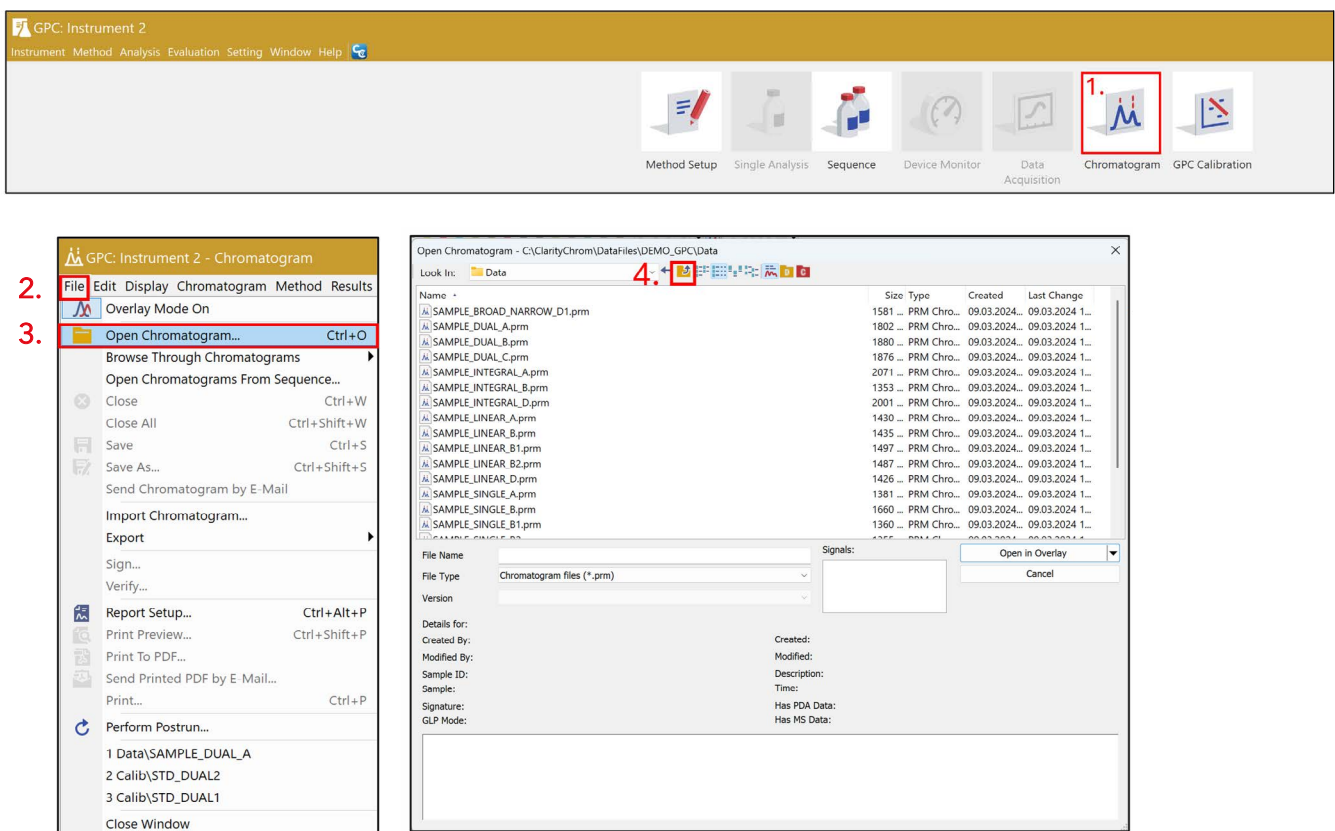 GPC: Instrument 2
Instrument Method Analysis Evaluation Setting Window Help
1.
Method Setup Single Analysis Sequence Device Monitor Data Acquisition Chromatogram GPC Calibration
GPC: Instrument 2 - Chromatogram
2.
File Edit Display Chromatogram Method Results
Overlay Mode On
3.
Open Chromatogram... Ctrl+O
Browse Through Chromatograms
Open Chromatograms From Sequence...
Close Ctrl+W
Close All Ctrl+Shift+W
Save Ctrl+S
Save As... Ctrl+Shift+S
Send Chromatogram by E-Mail
Import Chromatogram...
Export
Sign...
Verify...
Report Setup... Ctrl+Alt+P
Print Preview... Ctrl+Shift+P
Print To PDF...
Send Printed PDF by E-Mail...
Print... Ctrl+P
Perform Postrun...
1 Data\SAMPLE_DUAL_A
2 Calib\STD_DUAL2
3 Calib\STD_DUAL1
Close Window
Open Chromatogram - C:\ClarityChrom\DataFiles\DEMO_GPC\Data
Look In: Data
4.
Name Size Type Created Last Change
SAMPLE_BROAD_NARROW_D1.prm 1581 ... PRM Chro... 09.03.2024... 09.03.2024 1...
SAMPLE_DUAL_A.prm 1802 ... PRM Chro... 09.03.2024... 09.03.2024 1...
SAMPLE_DUAL_B.prm 1880 ... PRM Chro... 09.03.2024... 09.03.2024 1...
SAMPLE_DUAL_C.prm 1876 ... PRM Chro... 09.03.2024... 09.03.2024 1...
SAMPLE_INTEGRAL_A.prm 2071 ... PRM Chro... 09.03.2024... 09.03.2024 1...
SAMPLE_INTEGRAL_B.prm 1353 ... PRM Chro... 09.03.2024... 09.03.2024 1...
SAMPLE_INTEGRAL_D.prm 2001 ... PRM Chro... 09.03.2024... 09.03.2024 1...
SAMPLE_LINEAR_A.prm 1430 ... PRM Chro... 09.03.2024... 09.03.2024 1...
SAMPLE_LINEAR_B.prm 1435 ... PRM Chro... 09.03.2024... 09.03.2024 1...
SAMPLE_LINEAR_B1.prm 1497 ... PRM Chro... 09.03.2024... 09.03.2024 1...
SAMPLE_LINEAR_B2.prm 1487 ... PRM Chro... 09.03.2024... 09.03.2024 1...
SAMPLE_LINEAR_D.prm 1426 ... PRM Chro... 09.03.2024... 09.03.2024 1...
SAMPLE_SINGLE_A.prm 1381 ... PRM Chro... 09.03.2024... 09.03.2024 1...
SAMPLE_SINGLE_B.prm 1660 ... PRM Chro... 09.03.2024... 09.03.2024 1...
SAMPLE_SINGLE_B1.prm 1360 ... PRM Chro... 09.03.2024... 09.03.2024 1...
File Name Signals: Open in Overlay
File Type Chromatogram files (*.prm) Cancel
Version
Details for:
Created By: Created:
Modified By: Modified:
Sample ID: Description:
Sample: Time:
Signature: Has PDA Data:
GLP Mode: Has MS Data: